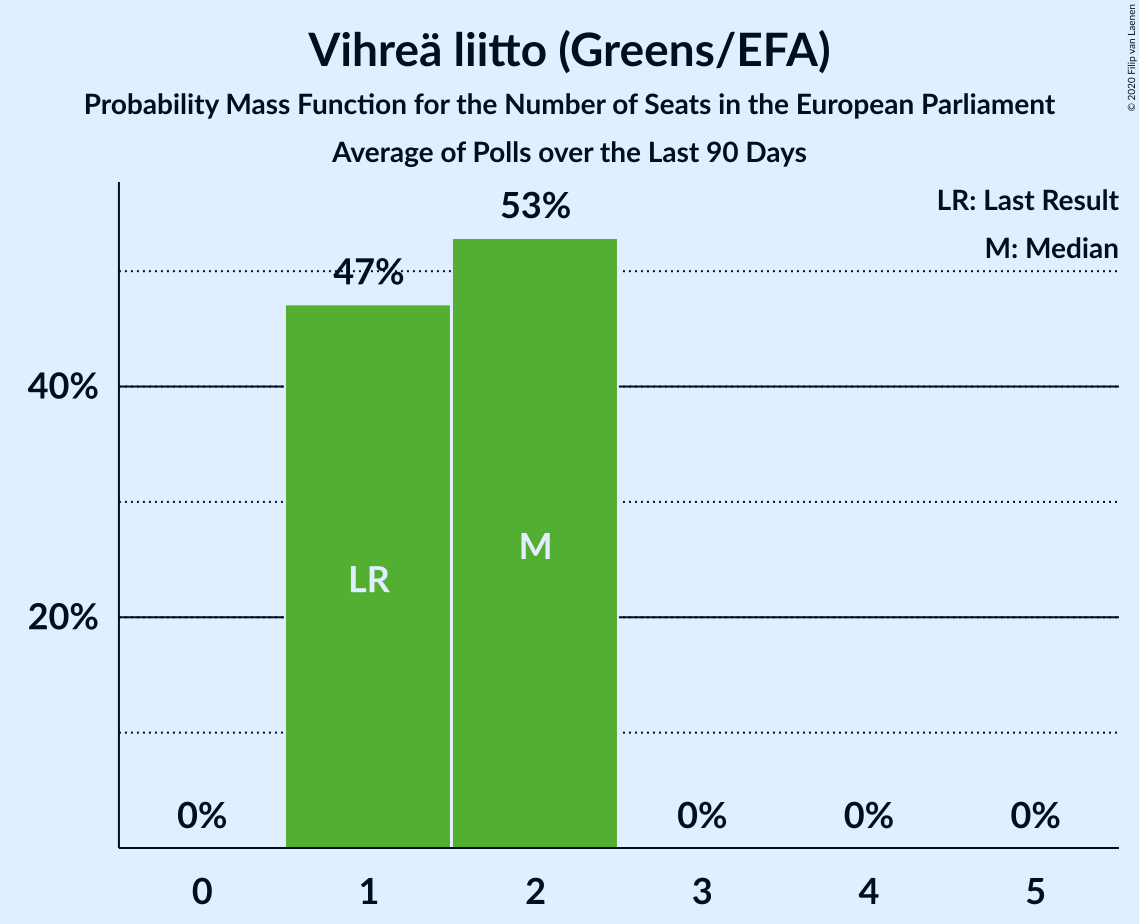 Vihreä liitto (Greens/EFA)
Probability Mass Function for the Number of Seats in the European Parliament
Average of Polls over the Last 90 Days
© 2020 Filip van Laenen
LR: Last Result
M: Median
53%
47%
40%
20%
LR
M
0%
0%
0%
0%
0
1
2
3
4
5